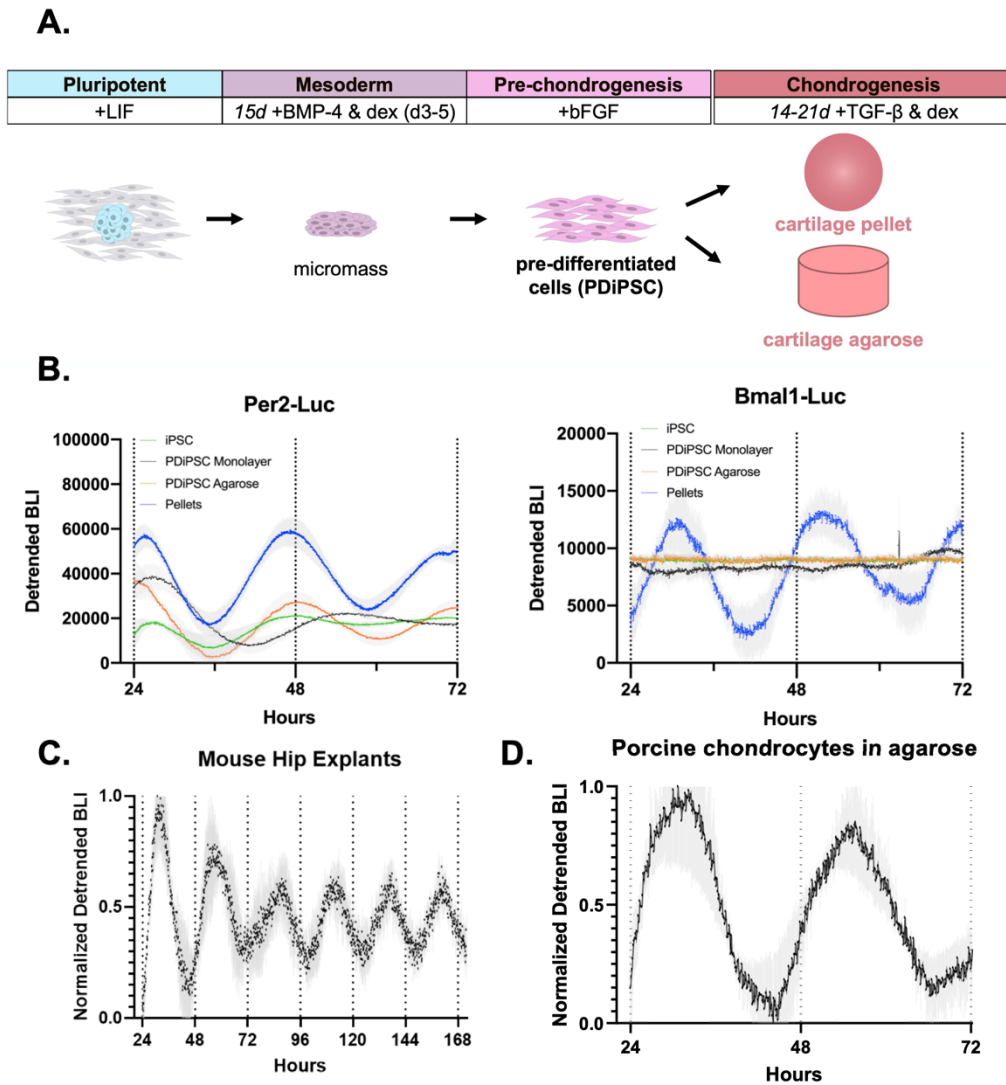 A.
Pluripotent Mesoderm Pre-chondrogenesis Chondrogenesis
+LIF 15d +BMP-4 & dex (d3-5) +bFGF 14-21d +TGF-β & dex
micromass
pre-differentiated
cells (PDiPSC)
cartilage pellet
cartilage agarose
B.
Per2-Luc
Detrended BLI
100000
80000
60000
40000
20000
0
iPSC
PDiPSC Monolayer
PDiPSC Agarose
Pellets
24 48 72
Hours
Bmal1-Luc
Detrended BLI
20000
15000
10000
5000
0
iPSC
PDiPSC Monolayer
PDiPSC Agarose
Pellets
24 48 72
Hours
C.
Mouse Hip Explants
Normalized Detrended BLI
1.0
0.5
0.0
24 48 72 96 120 144 168
Hours
D.
Porcine chondrocytes in agarose
Normalized Detrended BLI
1.0
0.5
0.0
24 48 72
Hours